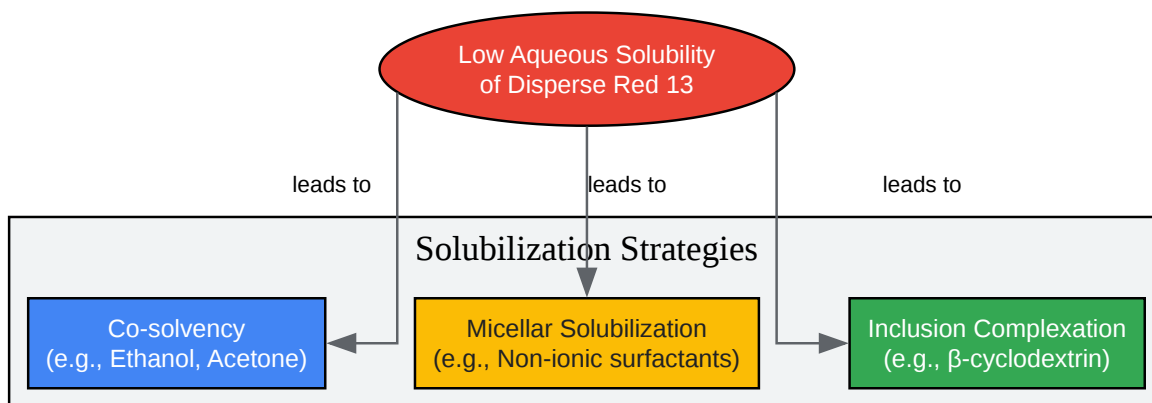 Low Aqueous Solubility
of Disperse Red 13
leads to
leads to
leads to
Solubilization Strategies
Co-solvency
(e.g., Ethanol, Acetone)
Micellar Solubilization
(e.g., Non-ionic surfactants)
Inclusion Complexation
(e.g., β-cyclodextrin)